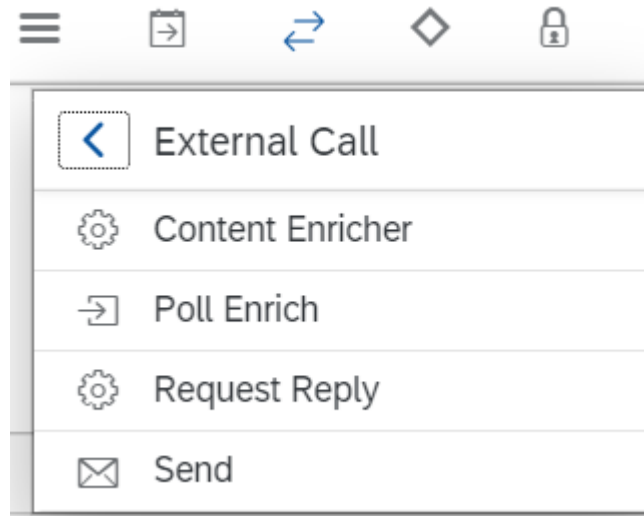 External Call
Content Enricher
Poll Enrich
Request Reply
Send